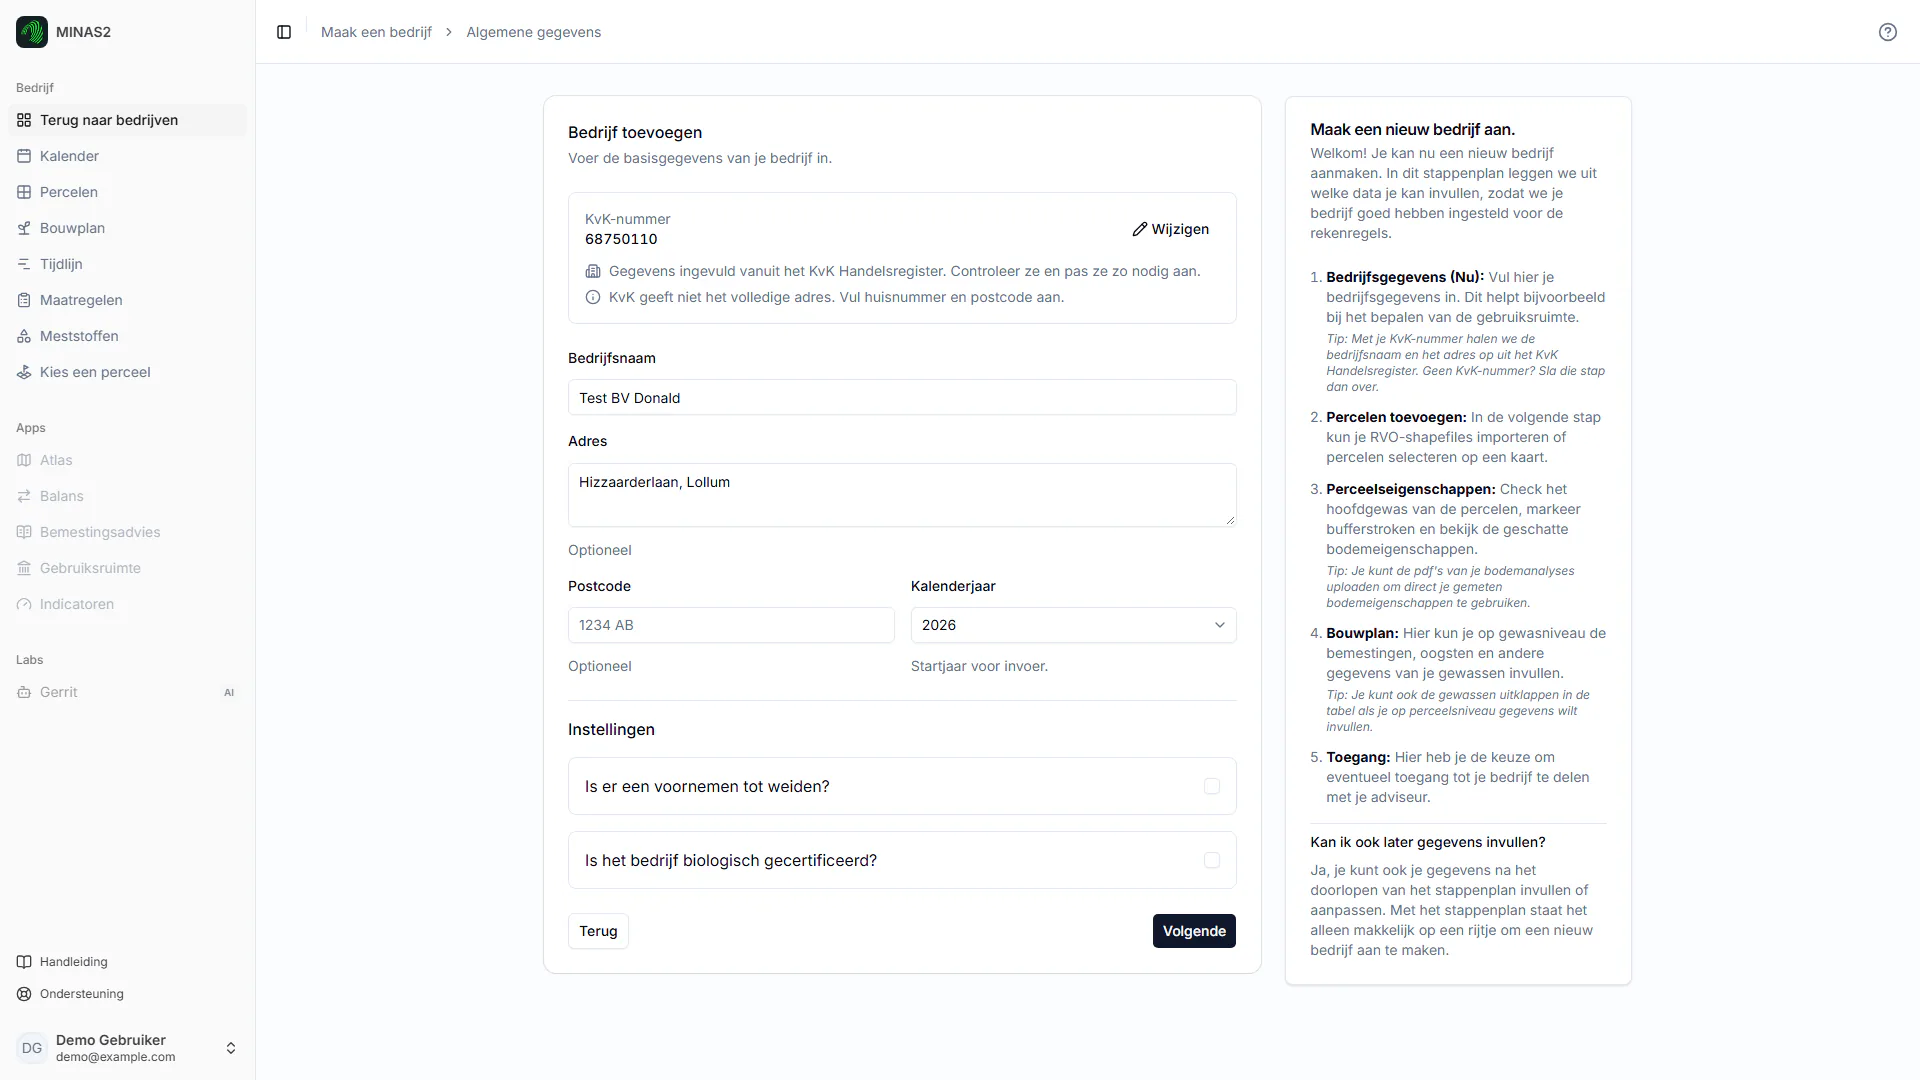 MINAS2
Bedrijf
Terug naar bedrijven
Kalender
Percelen
Bouwplan
Tijdlijn
Maatregelen
Meststoffen
Kies een perceel
Apps
Atlas
Balans
Bemestingsadvies
Gebruiksruimte
Indicatoren
Labs
Gerrit AI
Handleiding
Ondersteuning
DG
Demo Gebruiker
demo@example.com
Maak een bedrijf > Algemene gegevens
Bedrijf toevoegen
Voer de basisgegevens van je bedrijf in.
KvK-nummer
68750110
Wijzigen
Gegevens ingevuld vanuit het KvK Handelsregister. Controleer ze en pas ze zo nodig aan.
KvK geeft niet het volledige adres. Vul huisnummer en postcode aan.
Bedrijfsnaam
Test BV Donald
Adres
Hizzaarderlaan, Lollum
Optioneel
Postcode
1234 AB
Optioneel
Kalenderjaar
2026
Startjaar voor invoer.
Instellingen
Is er een voornemen tot weiden?
Is het bedrijf biologisch gecertificeerd?
Terug
Volgende
Maak een nieuw bedrijf aan.
Welkom! Je kan nu een nieuw bedrijf
aanmaken. In dit stappenplan leggen we uit
welke data je kan invullen, zodat we je
bedrijf goed hebben ingesteld voor de
rekenregels.
1. Bedrijfsgegevens (Nu): Vul hier je
bedrijfsgegevens in. Dit helpt bijvoorbeeld
bij het bepalen van de gebruiksruimte.
Tip: Met je KvK-nummer halen we de
bedrijfsnaam en het adres op uit het KvK
Handelsregister. Geen KvK-nummer? Sla die stap
dan over.
2. Percelen toevoegen: In de volgende stap
kun je RVO-shapefiles importeren of
percelen selecteren op een kaart.
3. Perceelseigenschappen: Check het
hoofdgewas van de percelen, markeer
bufferstroken en bekijk de geschatte
bodemeigenschappen.
Tip: Je kunt de pdf's van je bodemanalyses
uploaden om direct je gemeten
bodemeigenschappen te gebruiken.
4. Bouwplan: Hier kun je op gewasniveau de
bemestingen, oogsten en andere
gegevens van je gewassen invullen.
Tip: Je kunt ook de gewassen uitklappen in de
tabel als je op perceelsniveau gegevens wilt
invullen.
5. Toegang: Hier heb je de keuze om
eventueel toegang tot je bedrijf te delen
met je adviseur.
Kan ik ook later gegevens invullen?
Ja, je kunt ook je gegevens na het
doorlopen van het stappenplan invullen of
aanpassen. Met het stappenplan staat het
alleen makkelijk op een rijtje om een nieuw
bedrijf aan te maken.